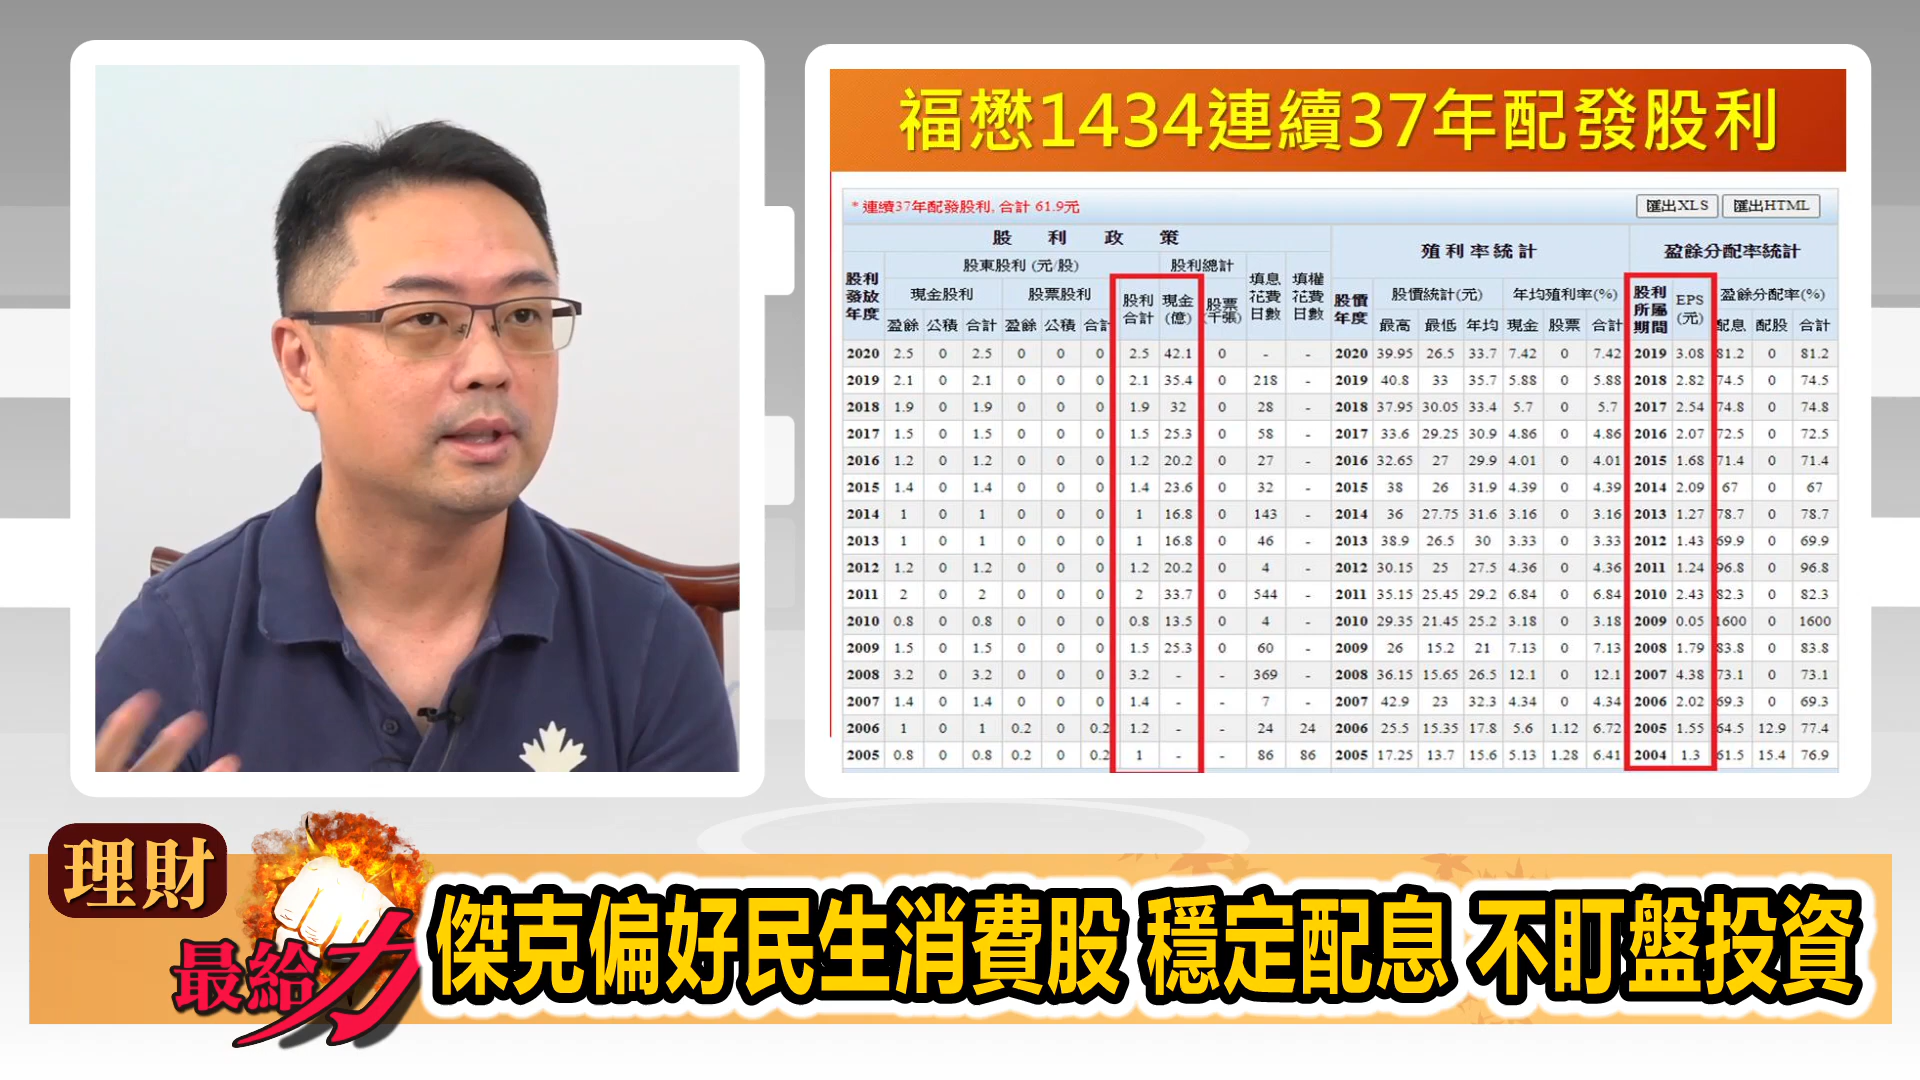 福懋1434連續37年配發股利
* 連續37年配發股利, 合計 61.9元
匯出XLS 匯出HTML
股 利 政 策 殖利率統計 盈餘分配率統計
股東股利 (元/股) 股利總計
股利發放年度 現金股利 股票股利 股利合計 現金(億) 股票(千張) 填息花費日數 填權花費日數 股價年度 股價統計(元) 年均殖利率(%) 股利所屬期間 EPS(元) 盈餘分配率(%)
盈餘 公積 合計 盈餘 公積 合計 最高 最低 年均 現金 股票 合計 配息 配股 合計
2020 2.5 0 2.5 0 0 0 2.5 42.1 0 - - 2020 39.95 26.5 33.7 7.42 0 7.42 2019 3.08 81.2 0 81.2
2019 2.1 0 2.1 0 0 0 2.1 35.4 0 218 - 2019 40.8 33 35.7 5.88 0 5.88 2018 2.82 74.5 0 74.5
2018 1.9 0 1.9 0 0 0 1.9 32 0 28 - 2018 37.95 30.05 33.4 5.7 0 5.7 2017 2.54 74.8 0 74.8
2017 1.5 0 1.5 0 0 0 1.5 25.3 0 58 - 2017 33.6 29.25 30.9 4.86 0 4.86 2016 2.07 72.5 0 72.5
2016 1.2 0 1.2 0 0 0 1.2 20.2 0 27 - 2016 32.65 27 29.9 4.01 0 4.01 2015 1.68 71.4 0 71.4
2015 1.4 0 1.4 0 0 0 1.4 23.6 0 32 - 2015 38 26 31.9 4.39 0 4.39 2014 2.09 67 0 67
2014 1 0 1 0 0 0 1 16.8 0 143 - 2014 36 27.75 31.6 3.16 0 3.16 2013 1.27 78.7 0 78.7
2013 1 0 1 0 0 0 1 16.8 0 46 - 2013 38.9 26.5 30 3.33 0 3.33 2012 1.43 69.9 0 69.9
2012 1.2 0 1.2 0 0 0 1.2 20.2 0 4 - 2012 30.15 25 27.5 4.36 0 4.36 2011 1.24 96.8 0 96.8
2011 2 0 2 0 0 0 2 33.7 0 544 - 2011 35.15 25.45 29.2 6.84 0 6.84 2010 2.43 82.3 0 82.3
2010 0.8 0 0.8 0 0 0 0.8 13.5 0 4 - 2010 29.35 21.45 25.2 3.18 0 3.18 2009 0.05 1600 0 1600
2009 1.5 0 1.5 0 0 0 1.5 25.3 0 60 - 2009 26 15.2 21 7.13 0 7.13 2008 1.79 83.8 0 83.8
2008 3.2 0 3.2 0 0 0 3.2 - - 369 - 2008 36.15 15.65 26.5 12.1 0 12.1 2007 4.38 73.1 0 73.1
2007 1.4 0 1.4 0 0 0 1.4 - - 7 - 2007 42.9 23 32.3 4.34 0 4.34 2006 2.02 69.3 0 69.3
2006 1 0 1 0.2 0 0.2 1.2 - - 24 24 2006 25.5 15.35 17.8 5.6 1.12 6.72 2005 1.55 64.5 12.9 77.4
2005 0.8 0 0.8 0.2 0 0.2 1 - - 86 86 2005 17.25 13.7 15.6 5.13 1.28 6.41 2004 1.3 61.5 15.4 76.9
理財
最給力
傑克偏好民生消費股 穩定配息 不盯盤投資